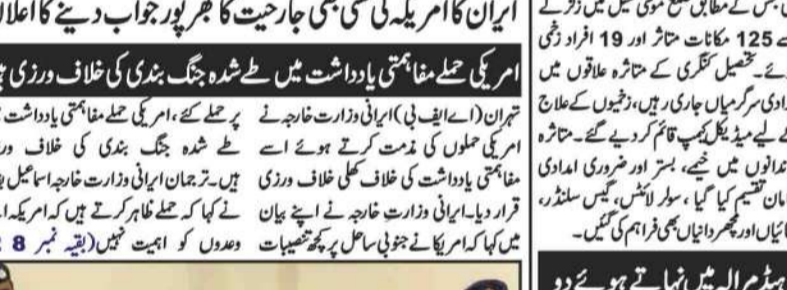 ایران کا امریکہ کی کسی بھی جارحیت کا بھرپور جواب دینے کا اعلان
امریکی حملے مفاہمتی یادداشت میں طے شدہ جنگ بندی کی خلاف ورزی
تہران (اے ایف پی) ایرانی وزارت خارجہ نے
امریکی حملوں کی مذمت کرتے ہوئے اسے
مفاہمتی یادداشت کی خلاف کھلی خلاف ورزی
قرار دیا۔ ایرانی وزارتِ خارجہ نے اپنے بیان
میں کہا کہ امریکا نے جنوبی ساحل پر کچھ تنصیبات
پر حملے کئے، امریکی حملے مفاہمتی یادداشت
طے شدہ جنگ بندی کی خلاف
ہیں۔ ترجمان ایرانی وزارت خارجہ اسماعیل
نے کہا کہ حملے ظاہر کرتے ہیں کہ امریکہ
وعدوں کو اہمیت نہیں (بقیہ نمبر 8
جس کے مطابق ضلع موسیٰ خیل میں زلزلے
سے 125 مکانات متاثر اور 19 افراد زخمی
ہوئے۔ تحصیل کنگری کے متاثرہ علاقوں میں
امدادی سرگرمیاں جاری رہیں، زخمیوں کے علاج
کے لیے میڈیکل کیمپ قائم کر دیے گئے۔ متاثرہ
خاندانوں میں خیمے، بستر اور ضروری امدادی
سامان تقسیم کیا گیا، سولر لائٹس، گیس سلنڈر،
اور مچھر دانیاں بھی فراہم کی گئیں۔
ہیڈمرالہ میں نہاتے ہوئے دو